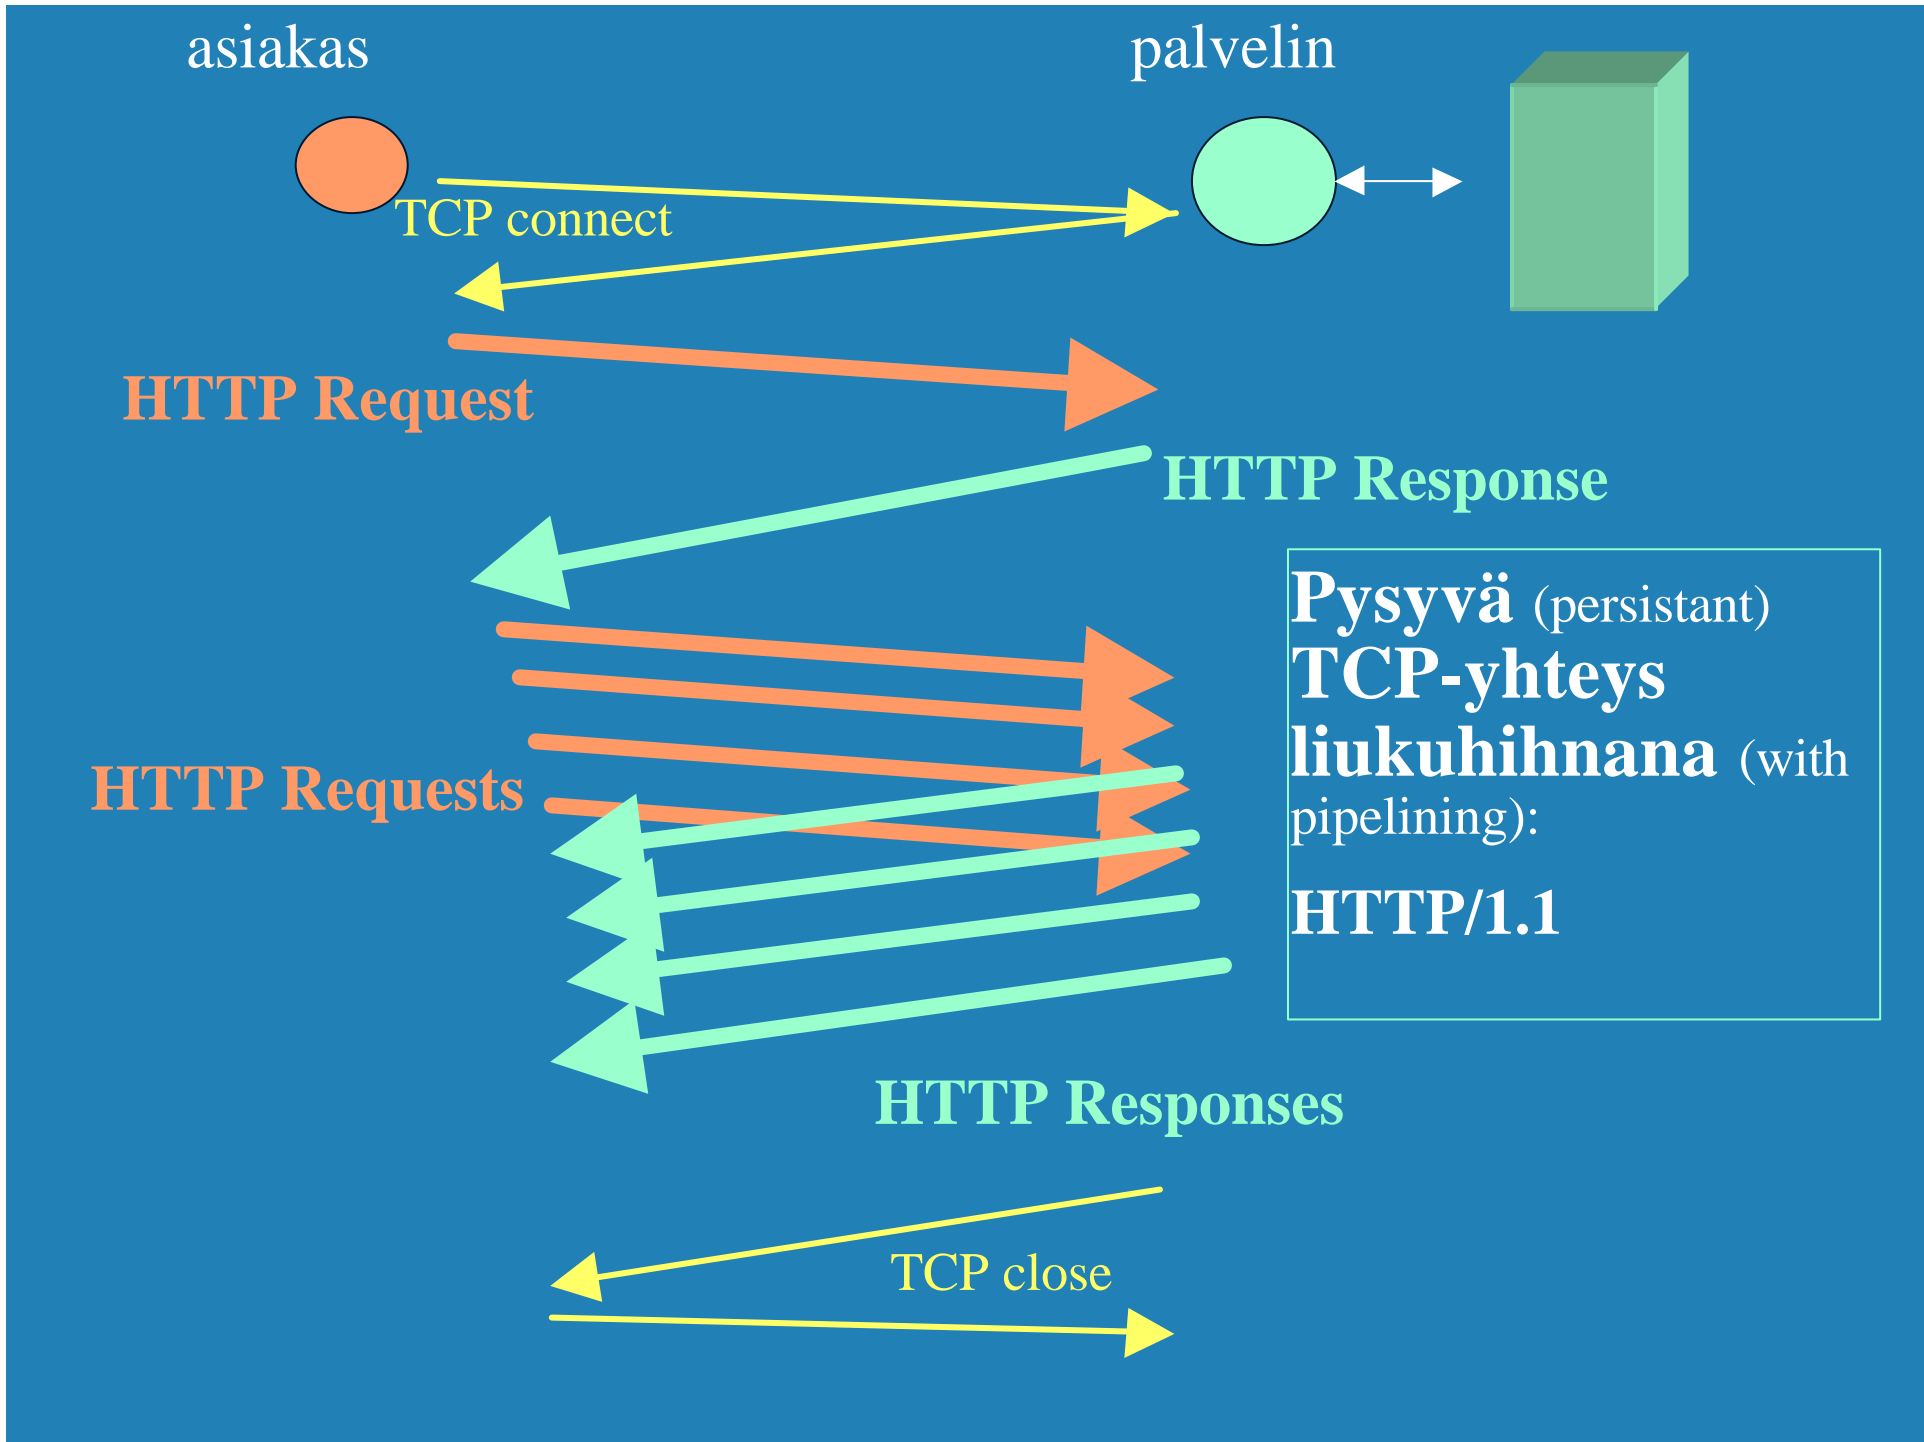 asiakas
palvelin
TCP connect
HTTP Request
HTTP Response
Pysyvä (persistant)
TCP-yhteys
liukuhihnana (with
pipelining):
HTTP/1.1
HTTP Requests
HTTP Responses
TCP close